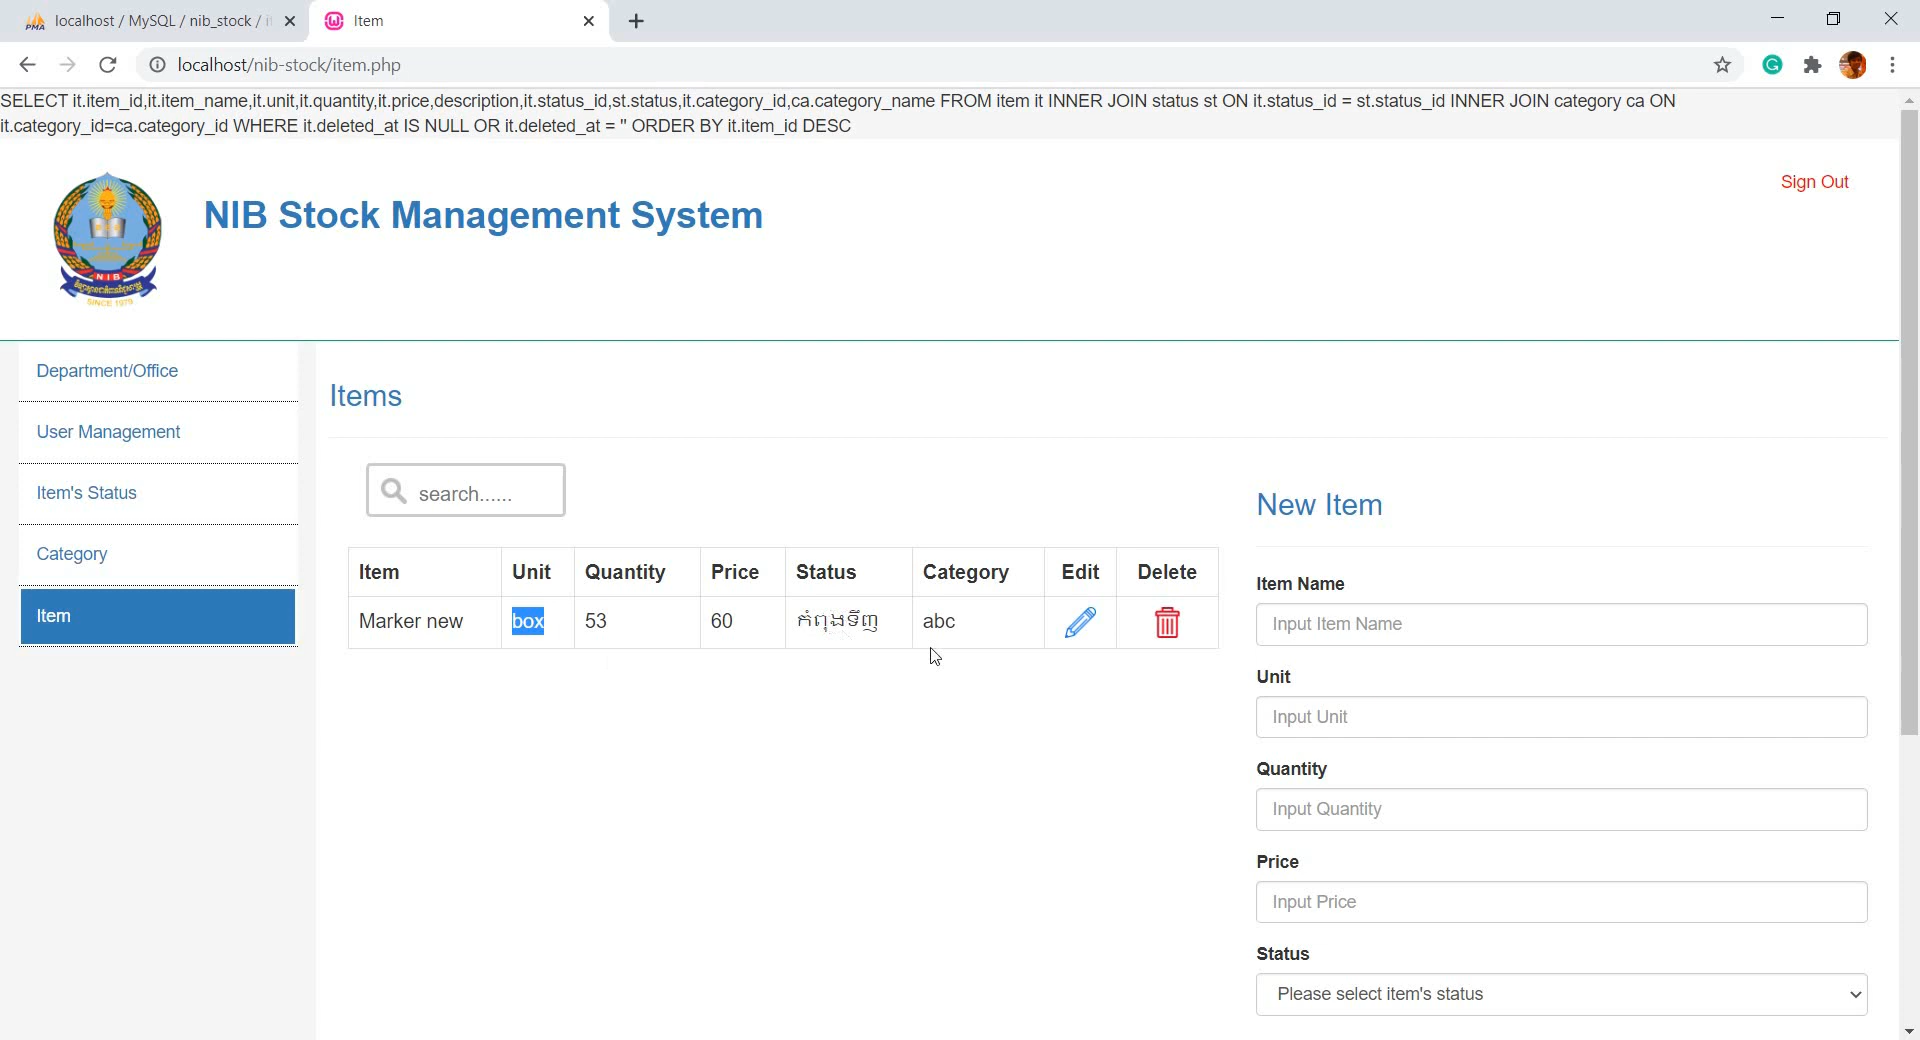 localhost / MySQL / nib_stock / i
Item
localhost/nib-stock/item.php
SELECT it.item_id,it.item_name,it.unit,it.quantity,it.price,description,it.status_id,st.status,it.category_id,ca.category_name FROM item it INNER JOIN status st ON it.status_id = st.status_id INNER JOIN category ca ON
it.category_id=ca.category_id WHERE it.deleted_at IS NULL OR it.deleted_at = '' ORDER BY it.item_id DESC
NIB
SINCE 1979
NIB Stock Management System
Sign Out
Department/Office
User Management
Item's Status
Category
Item
Items
search......
Item Unit Quantity Price Status Category Edit Delete
Marker new box 53 60 កំពុងទិញ abc
New Item
Item Name
Input Item Name
Unit
Input Unit
Quantity
Input Quantity
Price
Input Price
Status
Please select item's status